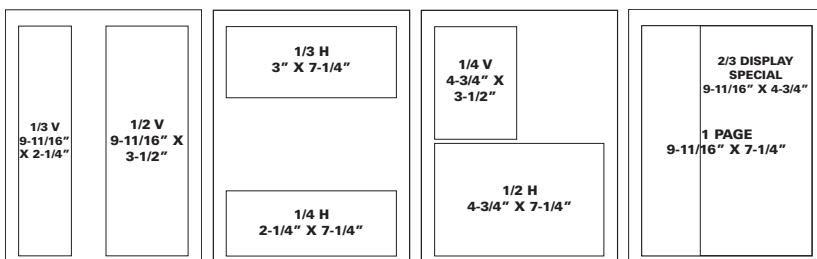 1/3 V
9-11/16” 
X 2-1/4”
1/2 V
9-11/16” X
3-1/2”
1/3 H
3” X 7-1/4”
1/4 H
2-1/4” X 7-1/4”
1/4 V
4-3/4” X
3-1/2”
1/2 H
4-3/4” X 7-1/4”
2/3 DISPLAY
SPECIAL
9-11/16” X 4-3/4”
1 PAGE
9-11/16” X 7-1/4”